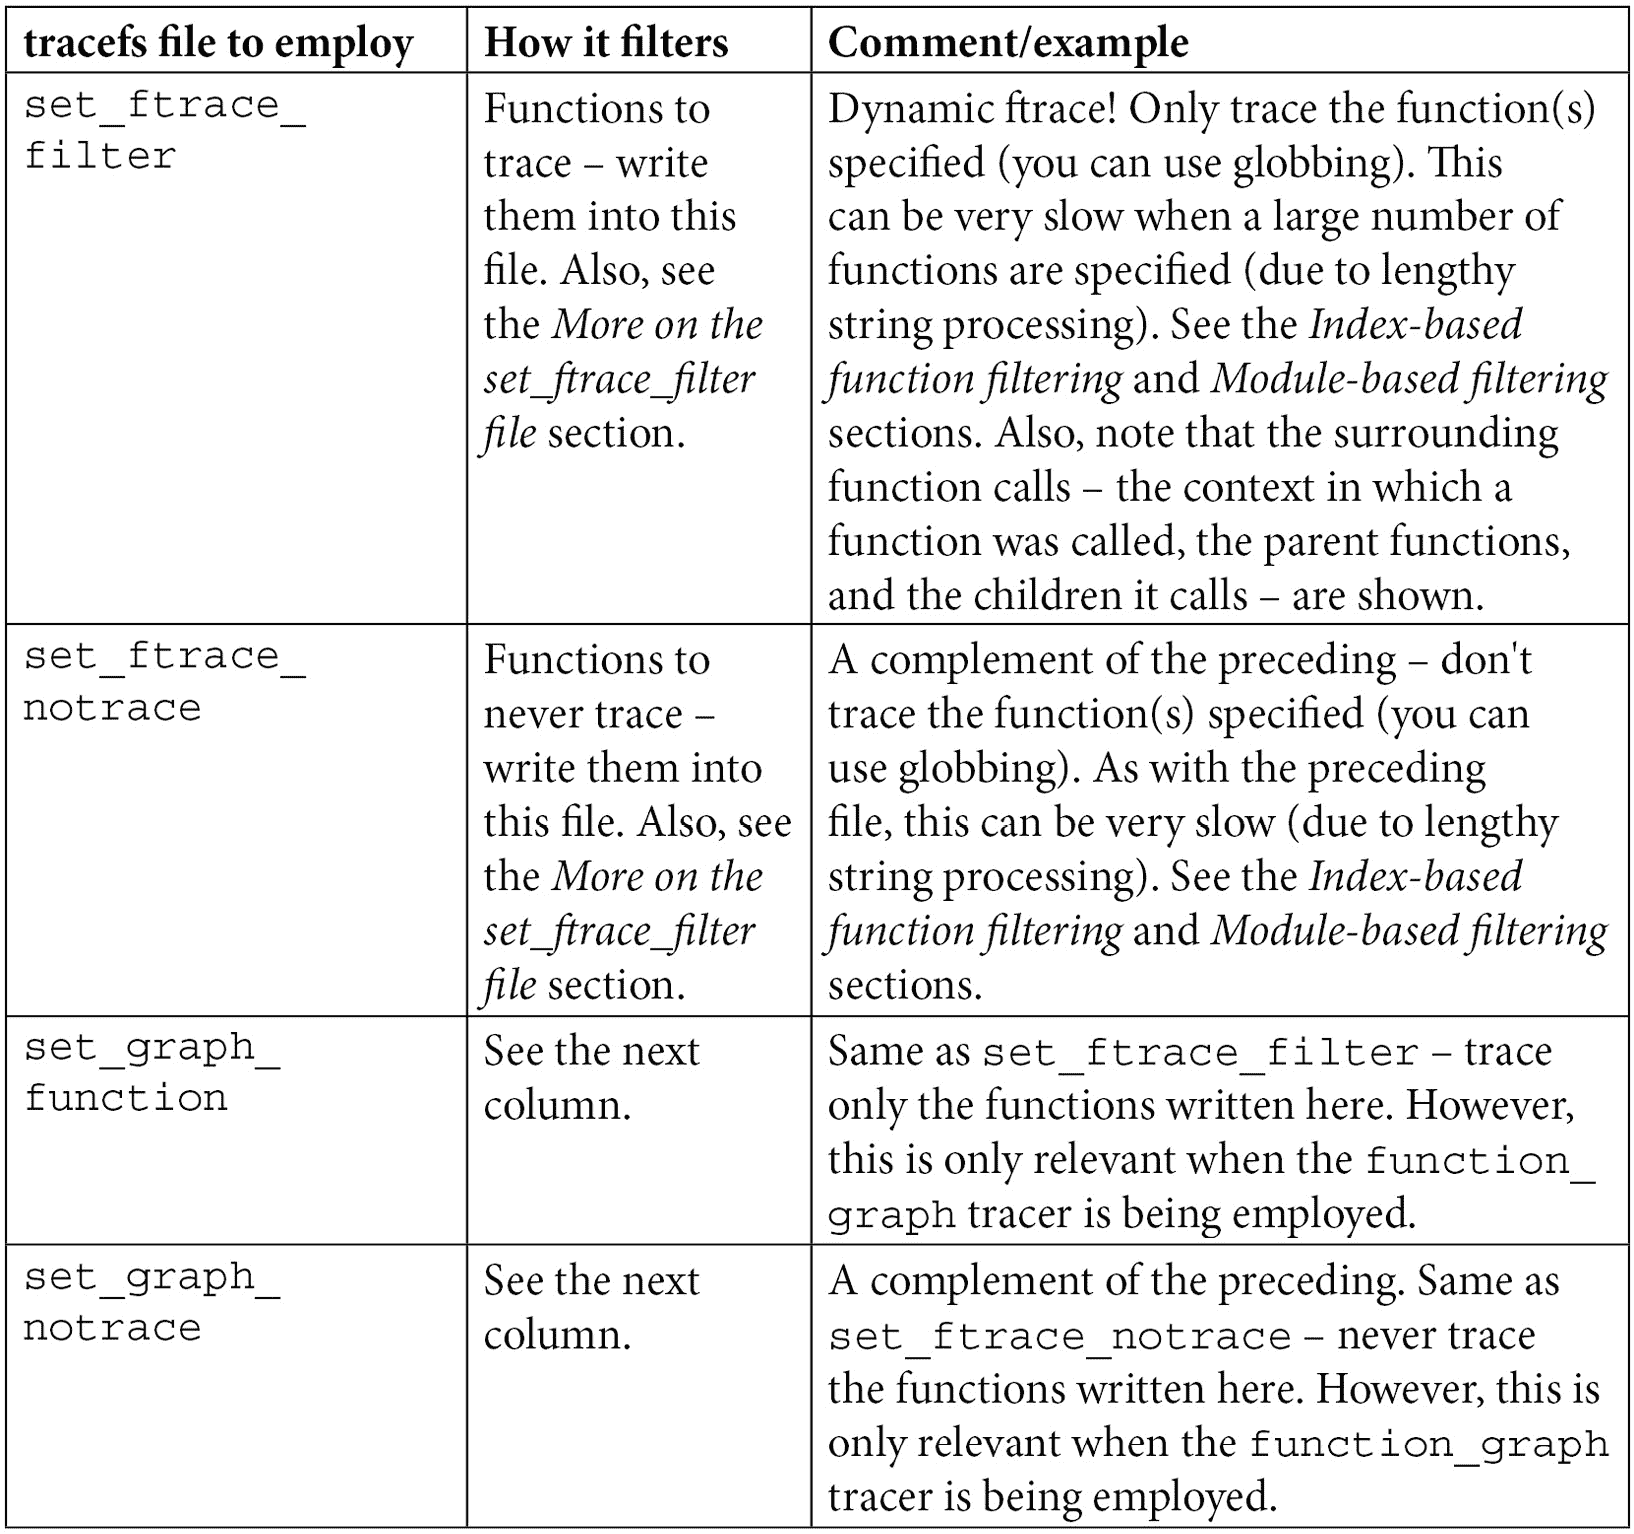 tracefs file to employ
How it filters
Comment/example
set_ftrace_
filter
Functions to
trace – write
them into this
file. Also, see
the More on the
set_ftrace_filter
file section.
Dynamic ftrace! Only trace the function(s)
specified (you can use globbing). This
can be very slow when a large number of
functions are specified (due to lengthy
string processing). See the Index-based
function filtering and Module-based filtering
sections. Also, note that the surrounding
function calls – the context in which a
function was called, the parent functions,
and the children it calls – are shown.
set_ftrace_
notrace
Functions to
never trace –
write them into
this file. Also, see
the More on the
set_ftrace_filter
file section.
A complement of the preceding – don't
trace the function(s) specified (you can
use globbing). As with the preceding
file, this can be very slow (due to lengthy
string processing). See the Index-based
function filtering and Module-based filtering
sections.
set_graph_
function
See the next
column.
Same as set_ftrace_filter – trace
only the functions written here. However,
this is only relevant when the function_
graph tracer is being employed.
set_graph_
notrace
See the next
column.
A complement of the preceding. Same as
set_ftrace_notrace – never trace
the functions written here. However, this is
only relevant when the function_graph
tracer is being employed.